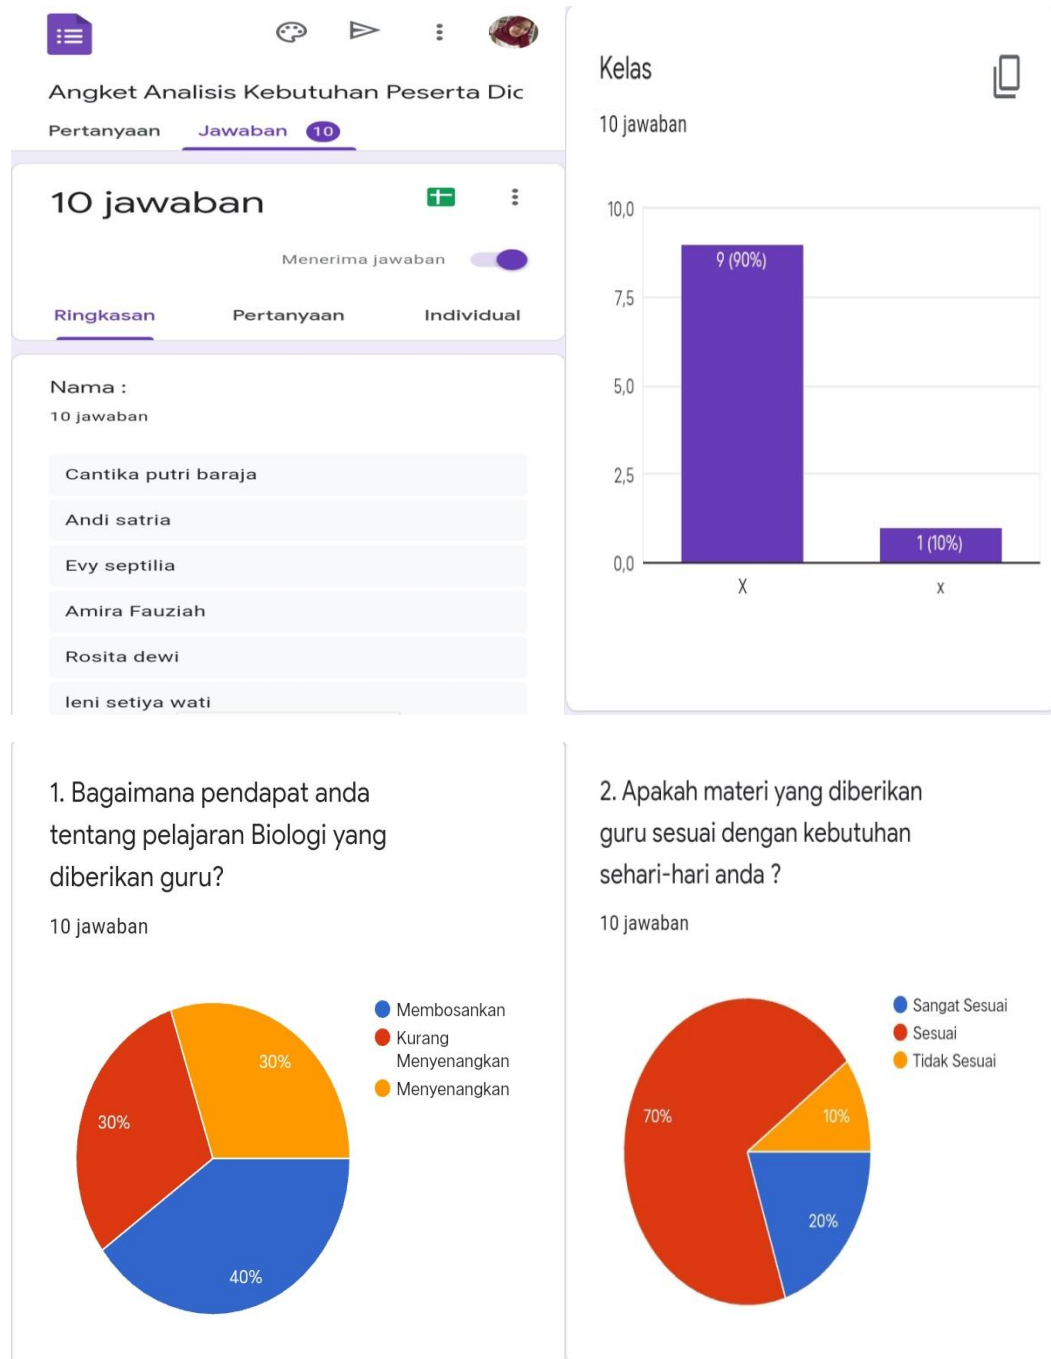 Angket Analisis Kebutuhan Peserta Dic
Pertanyaan Jawaban 10
10 jawaban
Menerima jawaban
Ringkasan Pertanyaan Individual
Nama :
10 jawaban
Cantika putri baraja
Andi satria
Evy septilia
Amira Fauziah
Rosita dewi
leni setiya wati
Kelas
10 jawaban
10,0
7,5
5,0
2,5
0,0
9 (90%)
1 (10%)
X
x
1. Bagaimana pendapat anda
tentang pelajaran Biologi yang
diberikan guru?
10 jawaban
Membosankan
Kurang
Menyenangkan
Menyenangkan
30%
30%
40%
2. Apakah materi yang diberikan
guru sesuai dengan kebutuhan
sehari-hari anda ?
10 jawaban
Sangat Sesuai
Sesuai
Tidak Sesuai
70%
10%
20%